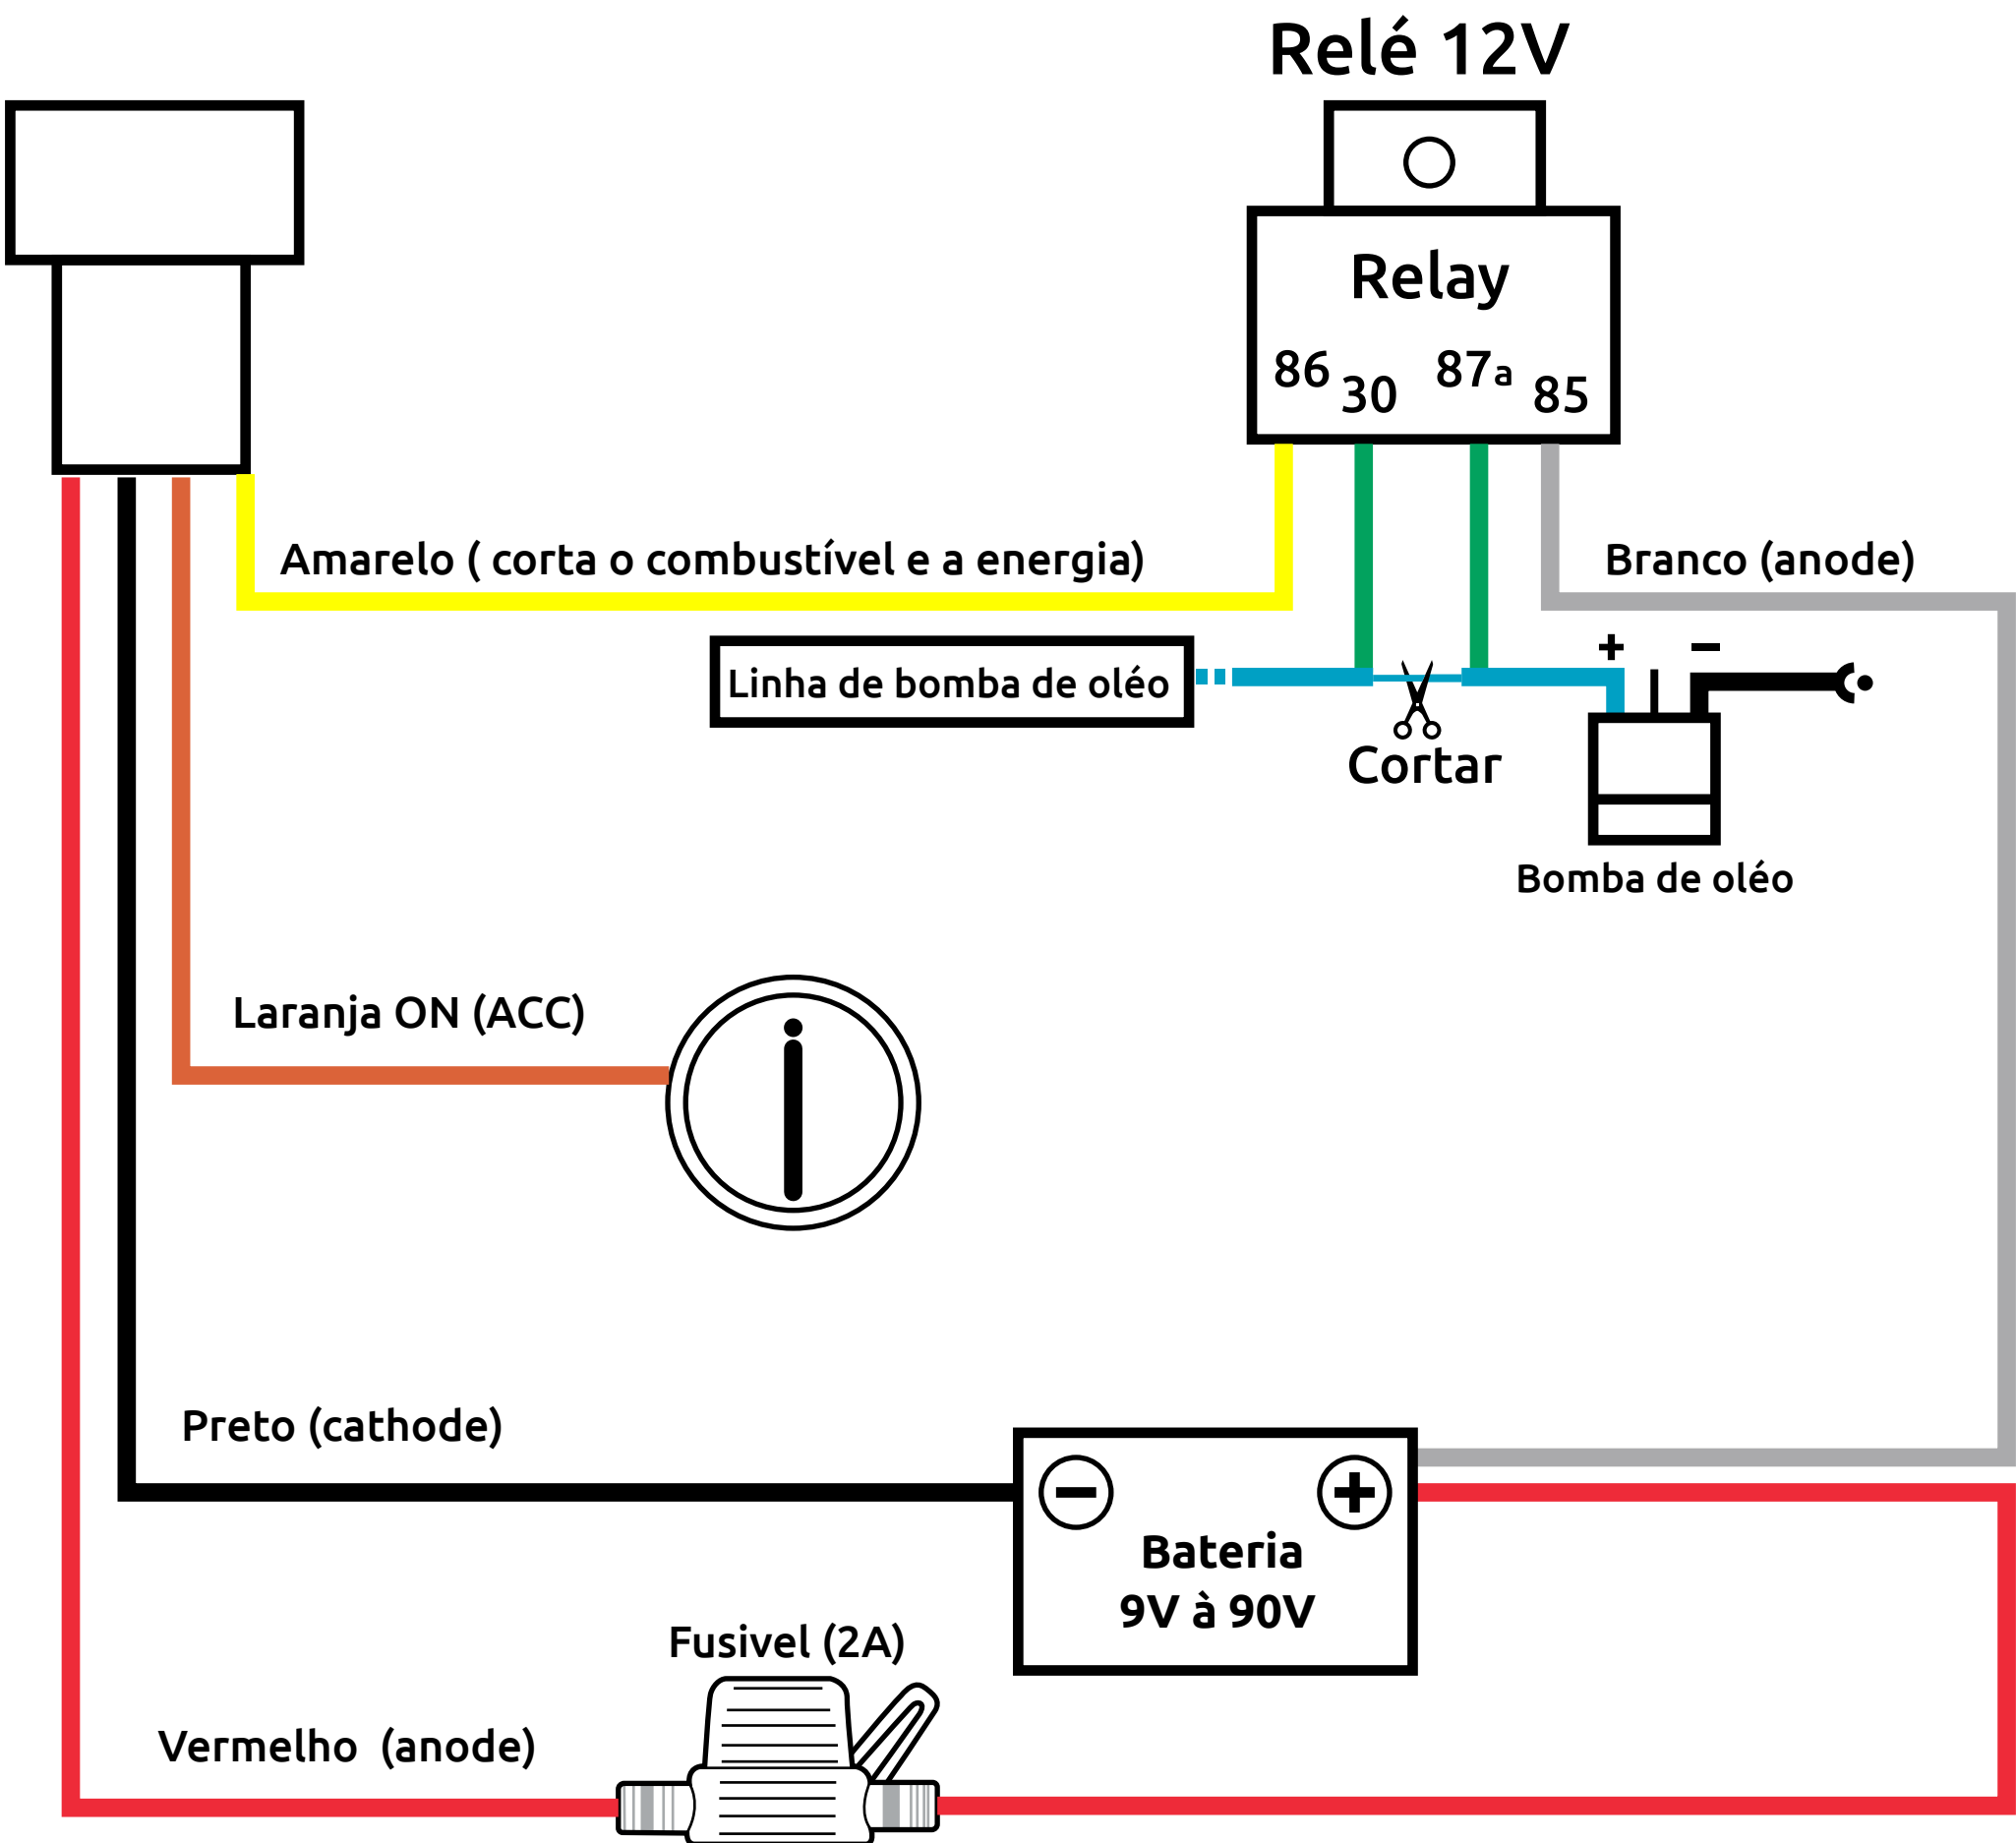 Relé 12V
Relay
86 30 87a 85
Amarelo ( corta o combustível e a energia)
Branco (anode)
+ −
Linha de bomba de oléo
Cortar
Bomba de oléo
Laranja ON (ACC)
Preto (cathode)
− +
Bateria
9V à 90V
Fusivel (2A)
Vermelho (anode)